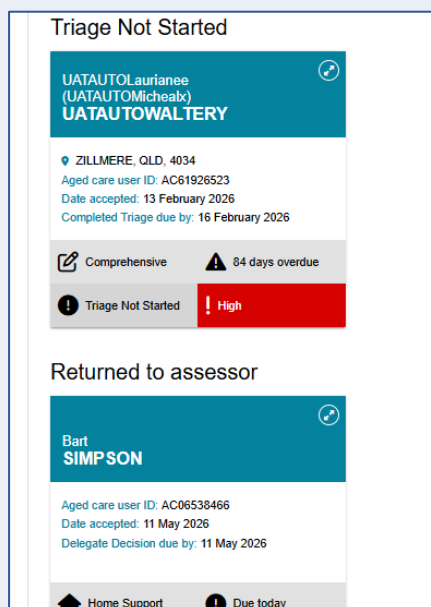 Triage Not Started
UATAUTOLaurianee
(UATAUTOMichealx)
UATAUTOWALTERY
ZILLMERE, QLD, 4034
Aged care user ID: AC61926523
Date accepted: 13 February 2026
Completed Triage due by: 16 February 2026
Comprehensive
84 days overdue
Triage Not Started
High
Returned to assessor
Bart
SIMPSON
Aged care user ID: AC06538466
Date accepted: 11 May 2026
Delegate Decision due by: 11 May 2026
Home Support
Due today